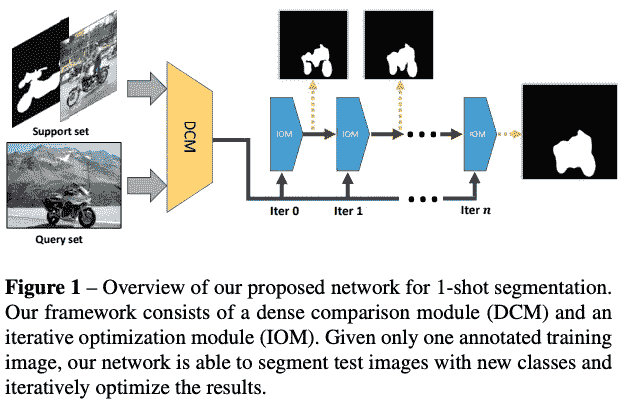 Support set
Query set
DCM
IOM
IOM
IOM
Iter 0
Iter 1
Iter n
Figure 1 – Overview of our proposed network for 1-shot segmentation.
Our framework consists of a dense comparison module (DCM) and an
iterative optimization module (IOM). Given only one annotated training
image, our network is able to segment test images with new classes and
iteratively optimize the results.